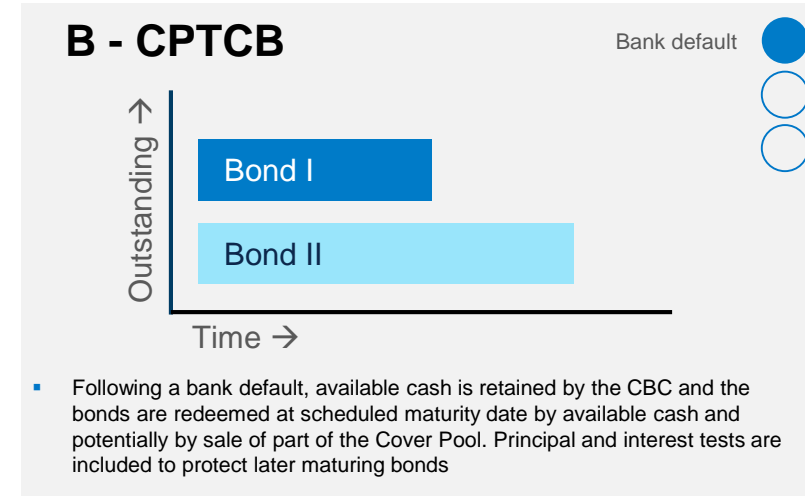 B - CPTCB
Bank default
Outstanding →
Bond I
Bond II
Time →
▪ Following a bank default, available cash is retained by the CBC and the
bonds are redeemed at scheduled maturity date by available cash and
potentially by sale of part of the Cover Pool. Principal and interest tests are
included to protect later maturing bonds